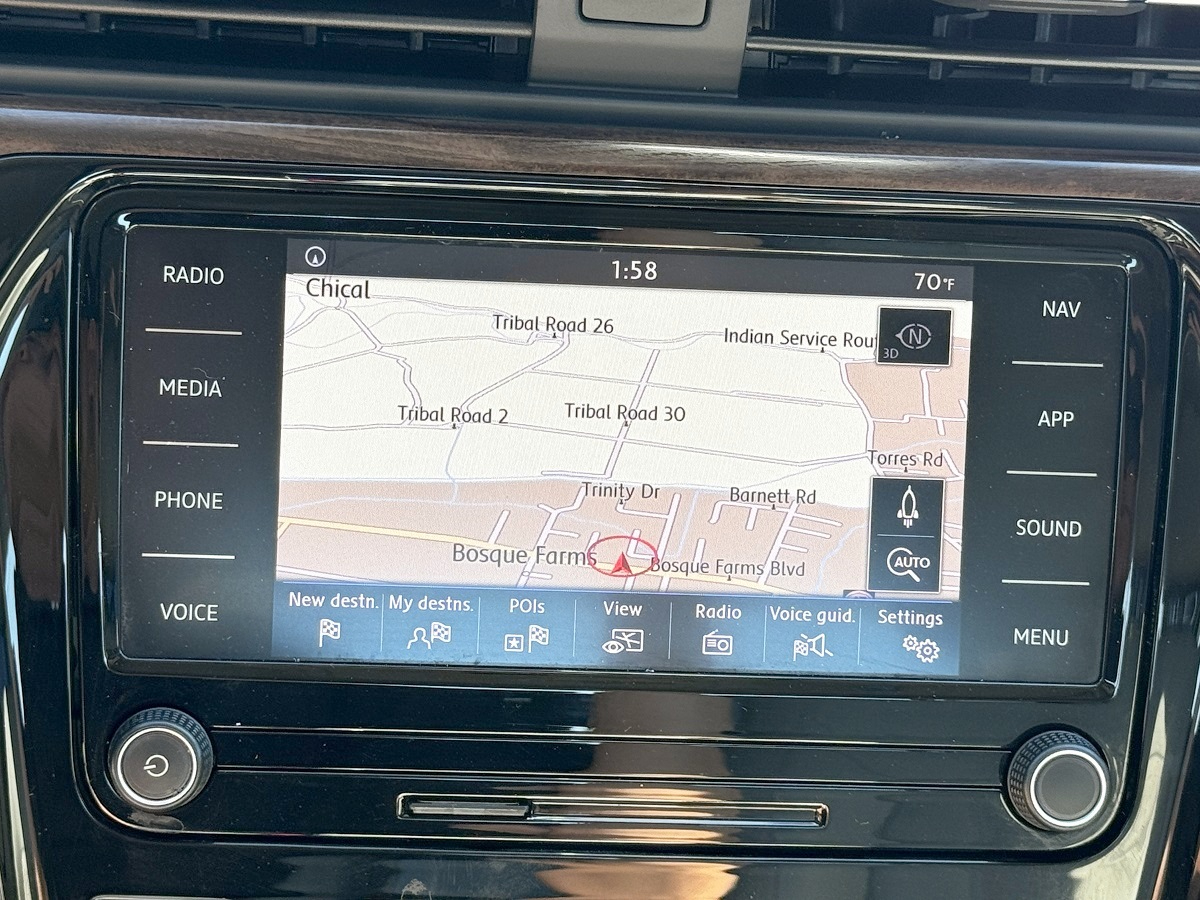 RADIO
MEDIA
PHONE
VOICE
1:58
70°F
Chical
Tribal Road 26
Indian Service Rou
N
3D
Tribal Road 2
Tribal Road 30
Torres Rd
Trinity Dr
Barnett Rd
Bosque Farms
Bosque Farms Blvd
AUTO
New destn.
My destns.
POIs
View
Radio
Voice guid.
Settings
NAV
APP
SOUND
MENU